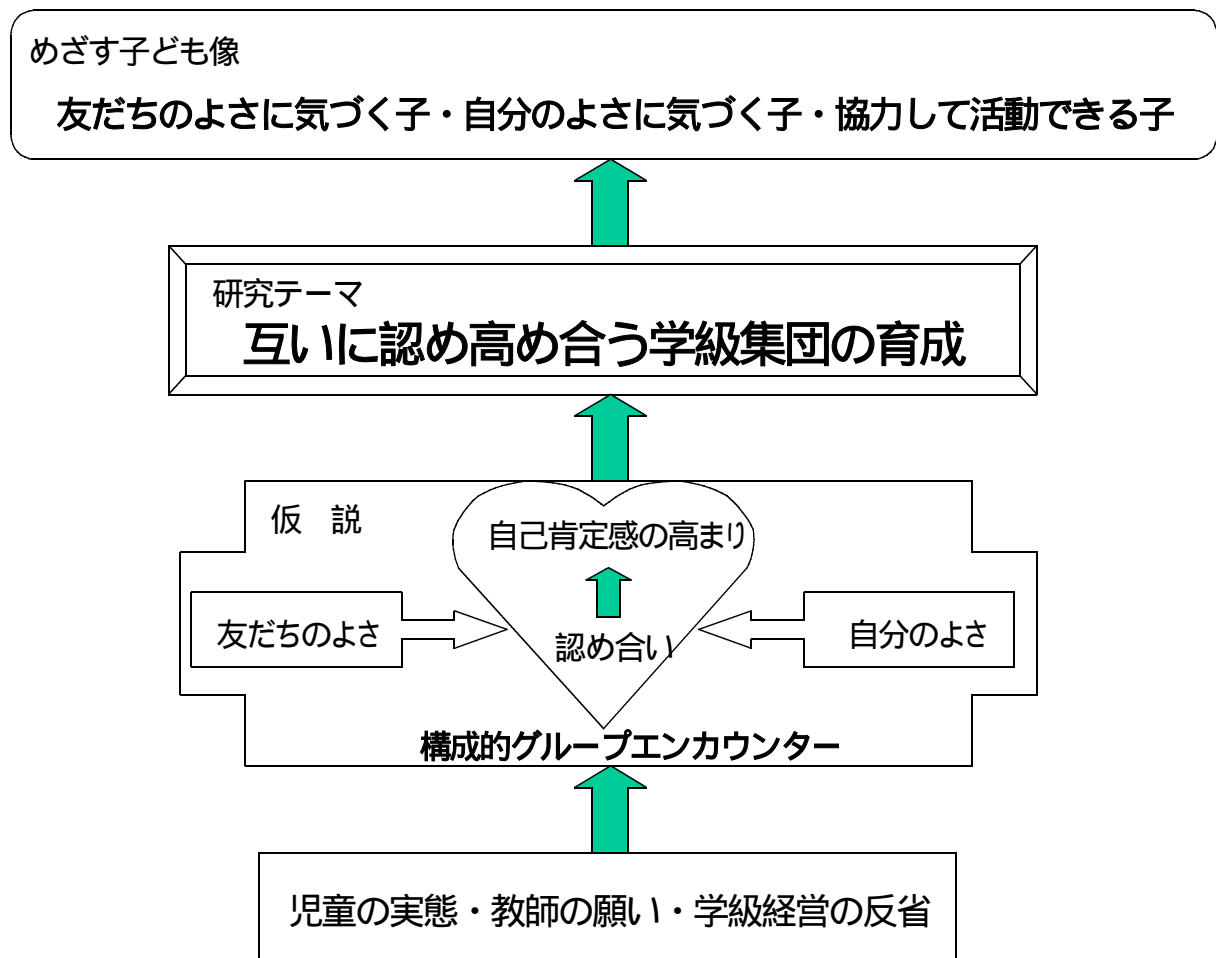 めざす子ども像
友だちのよさに気づく子・自分のよさに気づく子・協力して活動できる子
研究テーマ
互いに認め高め合う学級集団の育成
仮　説
自己肯定感の高まり
友だちのよさ
認め合い
自分のよさ
構成的グループエンカウンター
児童の実態・教師の願い・学級経営の反省